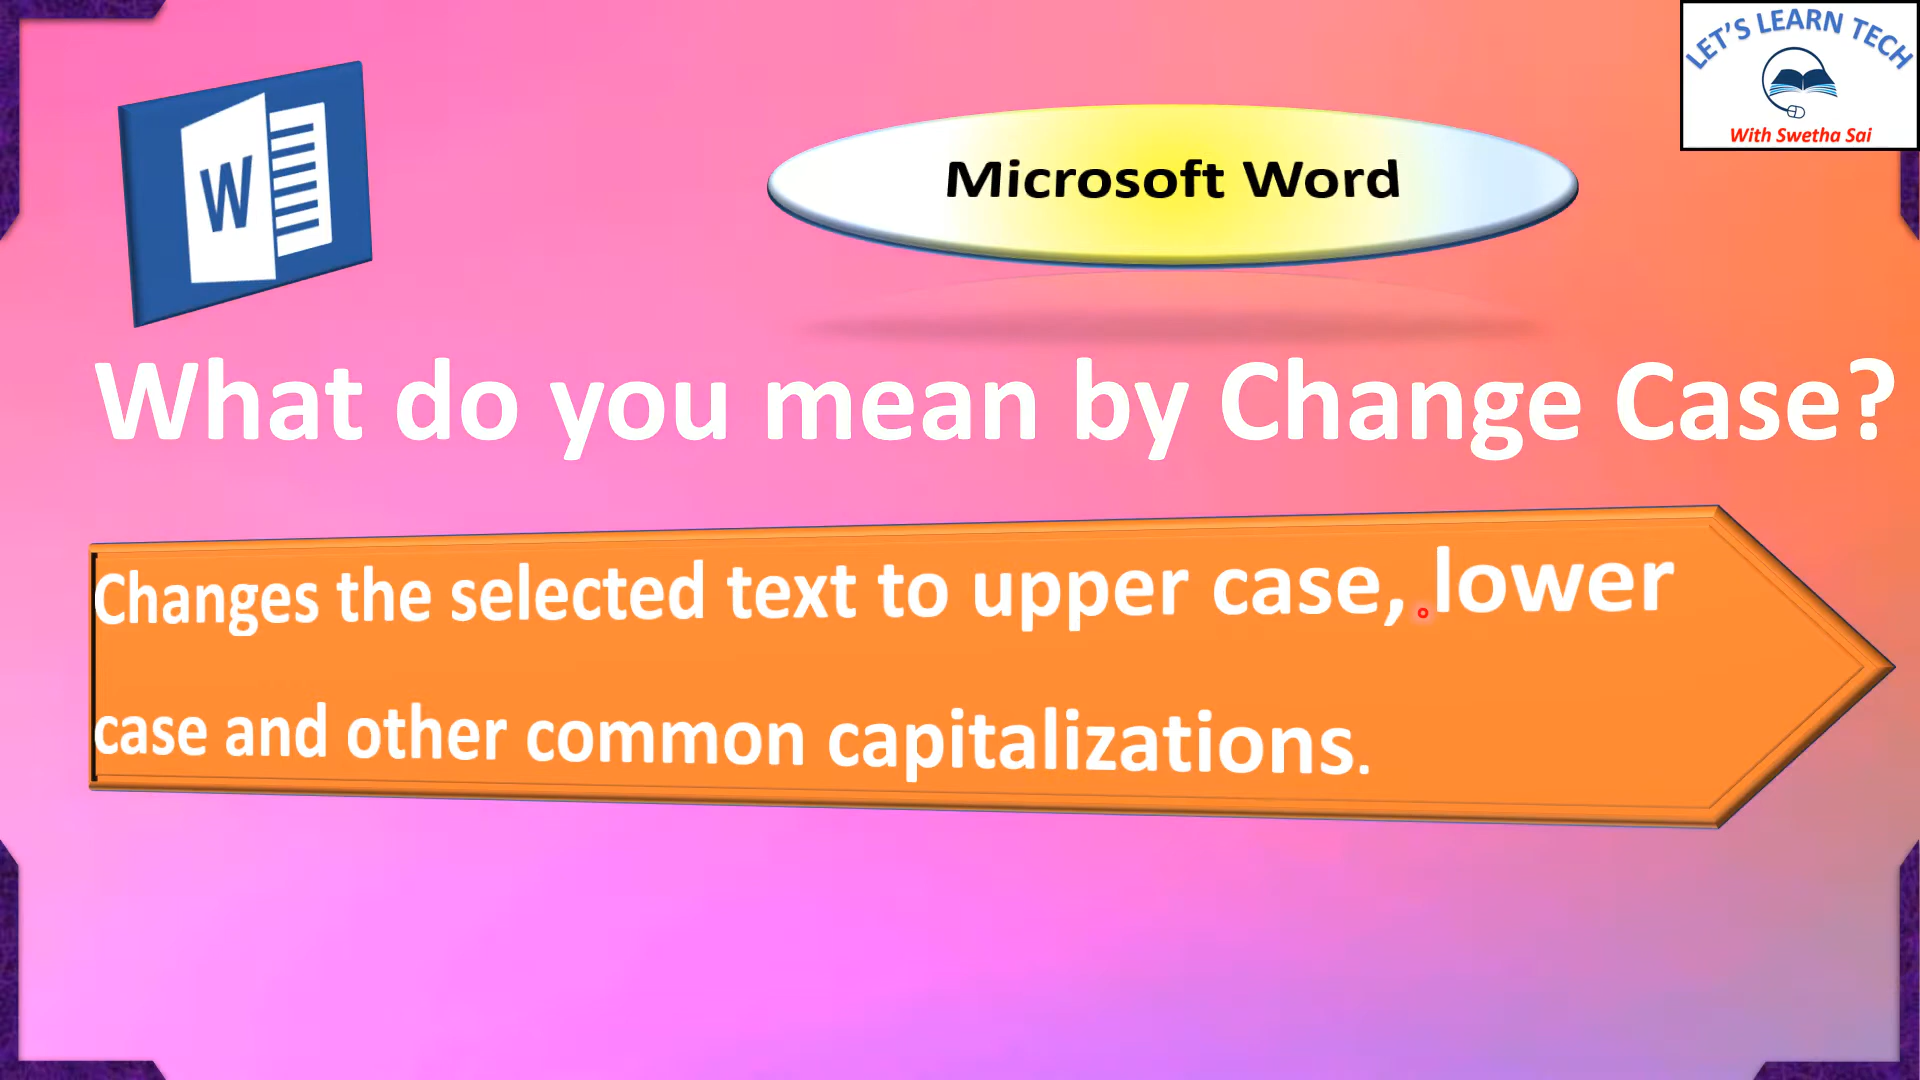 LET'S LEARN TECH
With Swetha Sai
W
Microsoft Word
What do you mean by Change Case?
Changes the selected text to upper case, lower
case and other common capitalizations.